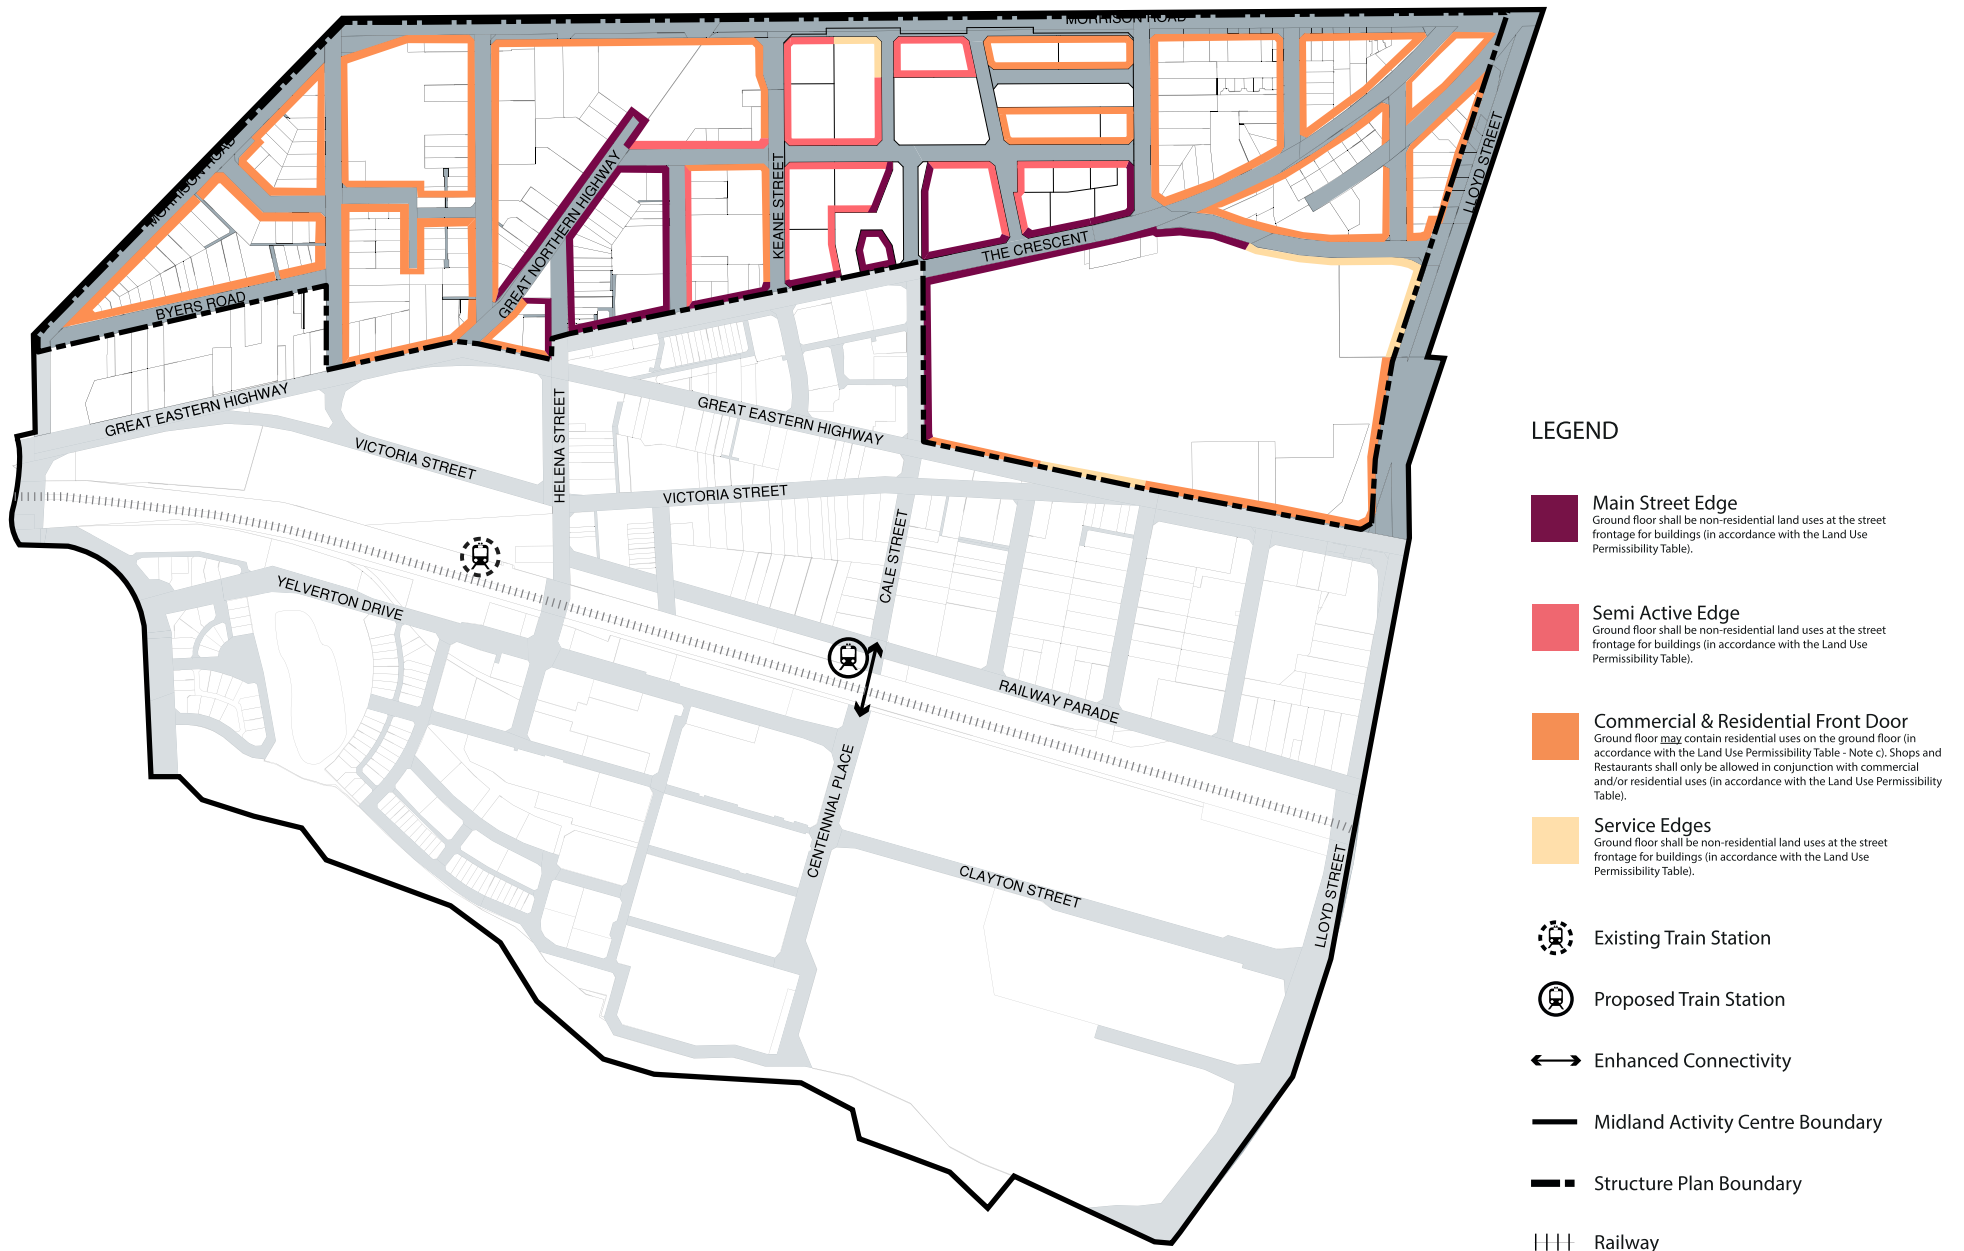 MORRISON ROAD
MORRISON ROAD
LLOYD STREET
KEANE STREET
GREAT NORTHERN HIGHWAY
THE CRESCENT
BYERS ROAD
GREAT EASTERN HIGHWAY
GREAT EASTERN HIGHWAY
VICTORIA STREET
HELENA STREET
VICTORIA STREET
CALE STREET
YELVERTON DRIVE
RAILWAY PARADE
CENTENNIAL PLACE
CLAYTON STREET
LLOYD STREET
LEGEND
Main Street Edge
Ground floor shall be non-residential land uses at the street
frontage for buildings (in accordance with the Land Use
Permissibility Table).
Semi Active Edge
Ground floor shall be non-residential land uses at the street
frontage for buildings (in accordance with the Land Use
Permissibility Table).
Commercial & Residential Front Door
Ground floor may contain residential uses on the ground floor (in
accordance with the Land Use Permissibility Table - Note c). Shops and
Restaurants shall only be allowed in conjunction with commercial
and/or residential uses (in accordance with the Land Use Permissibility
Table).
Service Edges
Ground floor shall be non-residential land uses at the street
frontage for buildings (in accordance with the Land Use
Permissibility Table).
Existing Train Station
Proposed Train Station
Enhanced Connectivity
Midland Activity Centre Boundary
Structure Plan Boundary
Railway